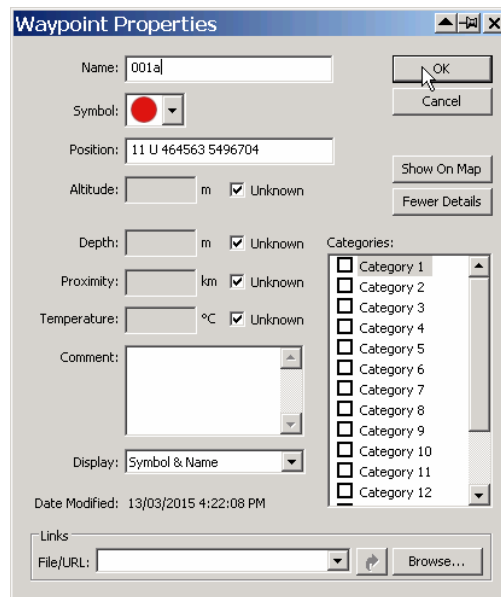 Waypoint Properties
Name: 001a
OK
Symbol:
Cancel
Position: 11 U 464563 5496704
Show On Map
Altitude: m Unknown
Fewer Details
Depth: m Unknown
Categories:
Proximity: km Unknown
Temperature: °C Unknown
Comment:
Category 1
Category 2
Category 3
Category 4
Category 5
Category 6
Category 7
Category 8
Category 9
Category 10
Category 11
Category 12
Display: Symbol & Name
Date Modified: 13/03/2015 4:22:08 PM
Links
File/URL:
Browse...